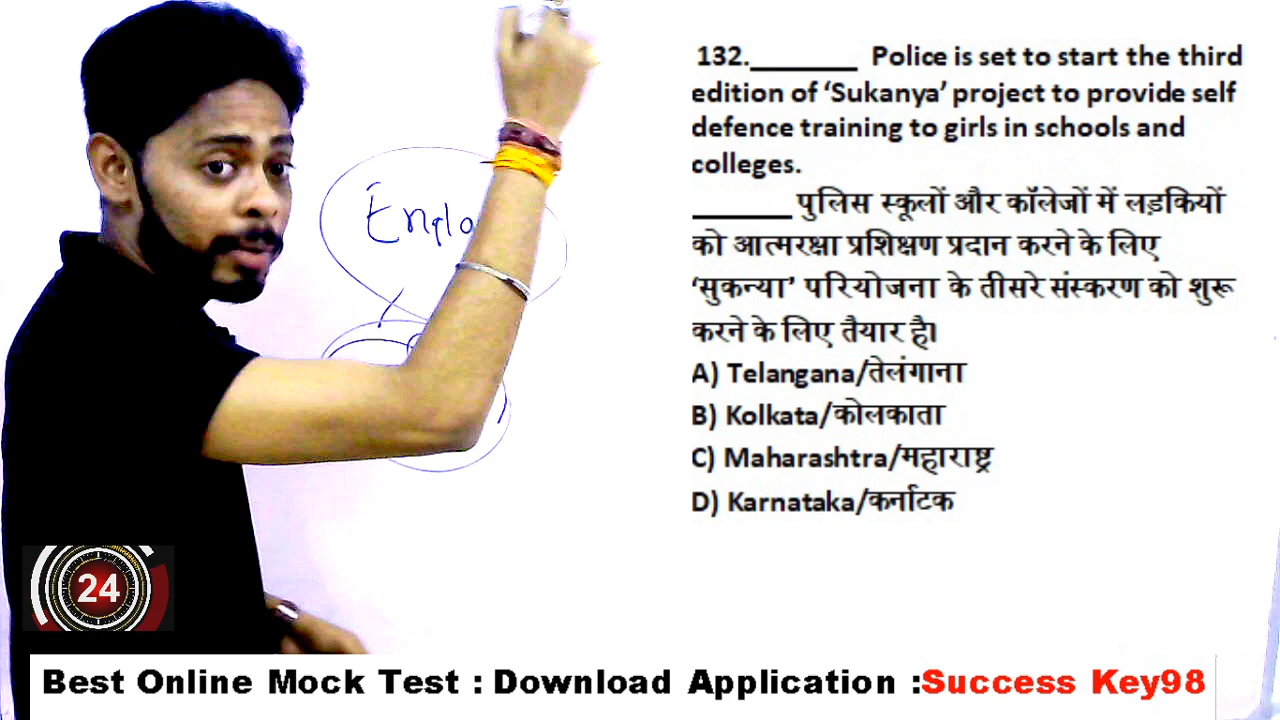 132._______ Police is set to start the third
edition of ‘Sukanya’ project to provide self
defence training to girls in schools and
colleges.
_______ पुलिस स्कूलों और कॉलेजों में लड़कियों
को आत्मरक्षा प्रशिक्षण प्रदान करने के लिए
‘सुकन्या’ परियोजना के तीसरे संस्करण को शुरू
करने के लिए तैयार है।
A) Telangana/तेलंगाना
B) Kolkata/कोलकाता
C) Maharashtra/महाराष्ट्र
D) Karnataka/कर्नाटक
24
Best Online Mock Test : Download Application :Success Key98